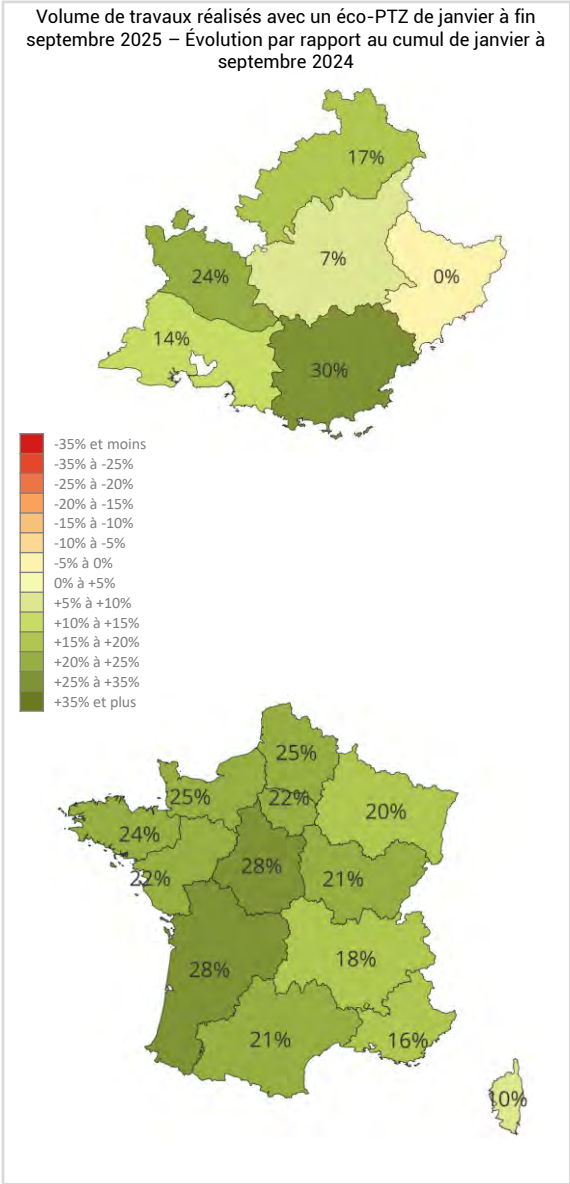 Volume de travaux réalisés avec un éco-PTZ de janvier à fin
septembre 2025 – Évolution par rapport au cumul de janvier à
septembre 2024
17%
7%
0%
24%
14%
30%
-35% et moins
-35% à -25%
-25% à -20%
-20% à -15%
-15% à -10%
-10% à -5%
-5% à 0%
0% à +5%
+5% à +10%
+10% à +15%
+15% à +20%
+20% à +25%
+25% à +35%
+35% et plus
25%
25%
22%
20%
24%
22%
28%
21%
28%
18%
21%
16%
10%